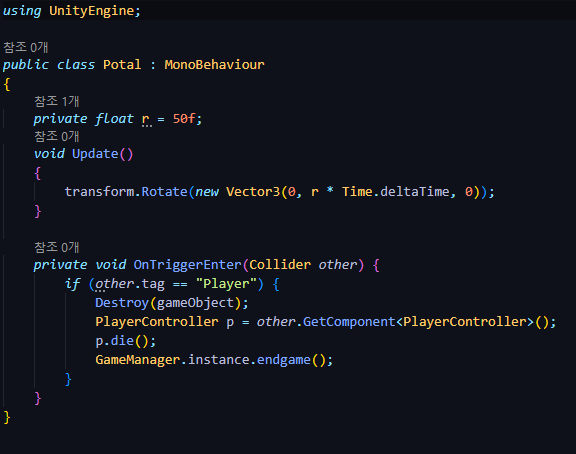 using UnityEngine;
참조 0개
public class Potal : MonoBehaviour
{
참조 1개
private float r = 50f;
참조 0개
void Update()
{
transform.Rotate(new Vector3(0, r * Time.deltaTime, 0));
}
참조 0개
private void OnTriggerEnter(Collider other) {
if (other.tag == "Player") {
Destroy(gameObject);
PlayerController p = other.GetComponent<PlayerController>();
p.die();
GameManager.instance.endgame();
}
}
}